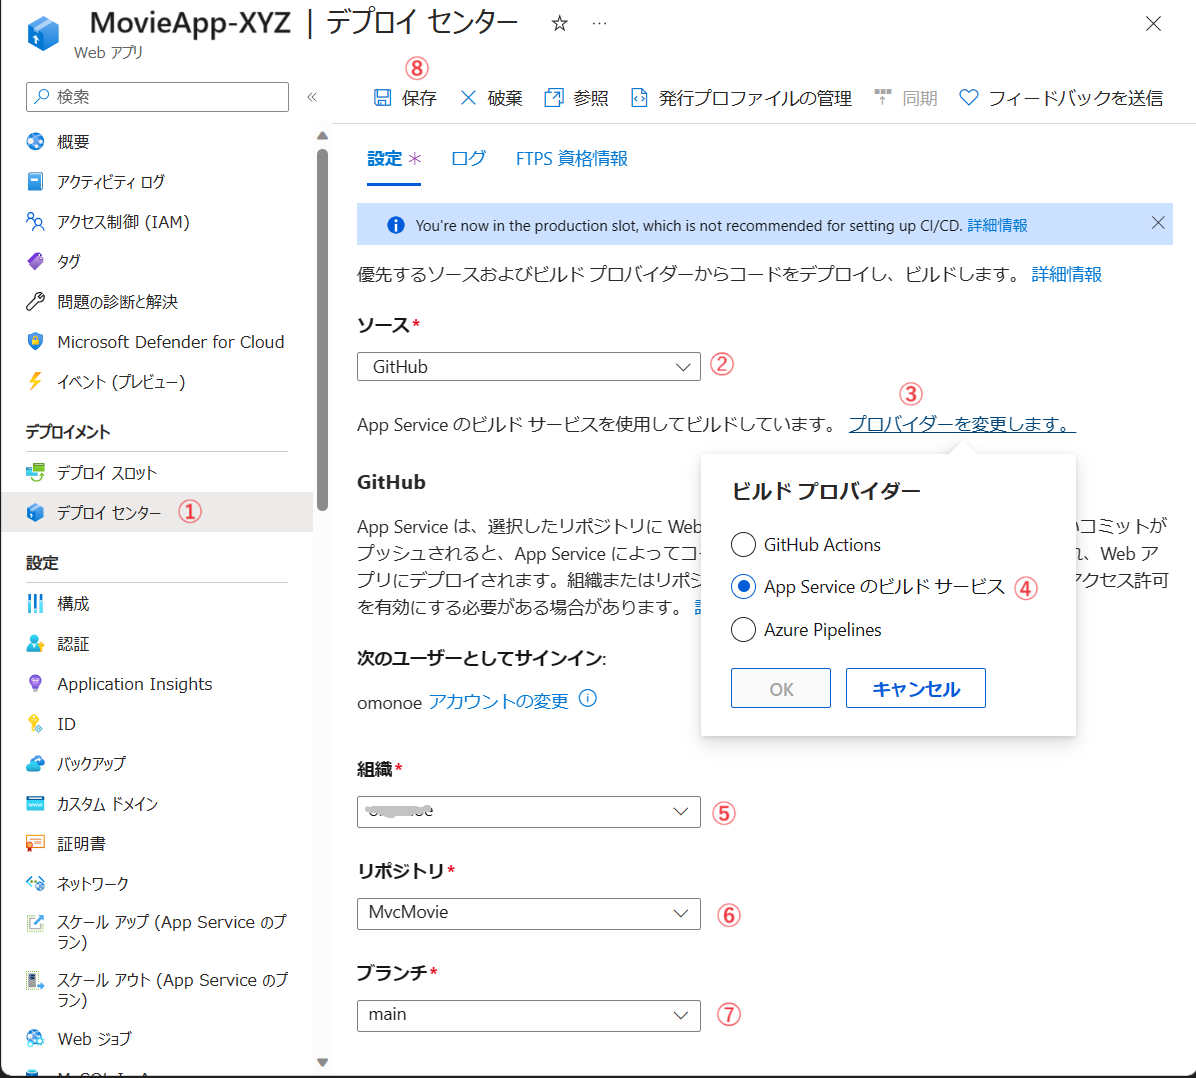 MovieApp-XYZ | デプロイ センター ☆ …
Web アプリ
検索
概要
アクティビティ ログ
アクセス制御 (IAM)
タグ
問題の診断と解決
Microsoft Defender for Cloud
イベント (プレビュー)
デプロイメント
デプロイ スロット
デプロイ センター ①
設定
構成
認証
Application Insights
ID
バックアップ
カスタム ドメイン
証明書
ネットワーク
スケール アップ (App Service のプ
ラン)
スケール アウト (App Service のプ
ラン)
Web ジョブ
⑧
保存 破棄 参照 発行プロファイルの管理 同期 フィードバックを送信
設定 * ログ FTPS 資格情報
You're now in the production slot, which is not recommended for setting up CI/CD. 詳細情報
優先するソースおよびビルド プロバイダーからコードをデプロイし、ビルドします。 詳細情報
ソース*
GitHub ②
③
App Service のビルド サービスを使用してビルドしています。 プロバイダーを変更します。
GitHub
App Service は、選択したリポジトリに Web いコミットが
プッシュされると、App Service によってコー れ、Web ア
プリにデプロイされます。組織またはリポジ アクセス許可
を有効にする必要がある場合があります。
ビルド プロバイダー
GitHub Actions
App Service のビルド サービス ④
Azure Pipelines
OK キャンセル
次のユーザーとしてサインイン:
omonoe アカウントの変更
組織*
⑤
リポジトリ*
MvcMovie ⑥
ブランチ*
main ⑦